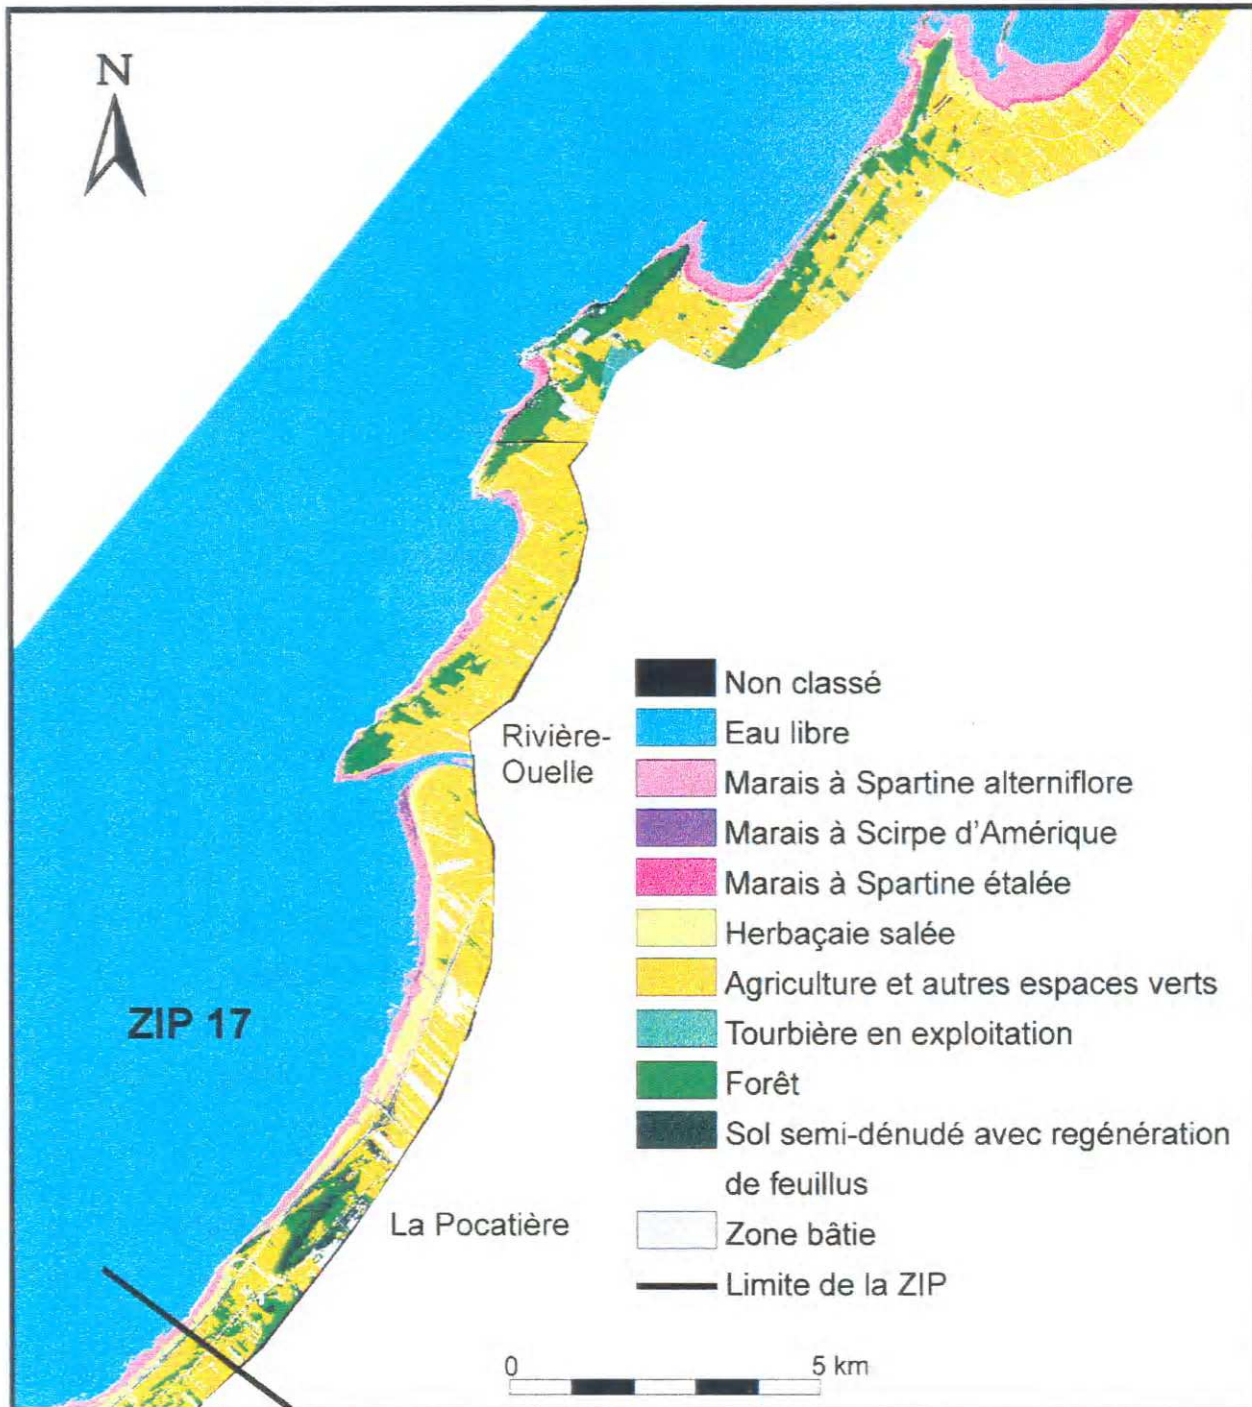 N
Non classé
Eau libre
Marais à Spartine alterniflore
Marais à Scirpe d'Amérique
Marais à Spartine étalée
Herbaçaie salée
Agriculture et autres espaces verts
Tourbière en exploitation
Forêt
Sol semi-dénudé avec regénération
de feuillus
Zone bâtie
Limite de la ZIP
Rivière-
Ouelle
ZIP 17
La Pocatière
0 5 km